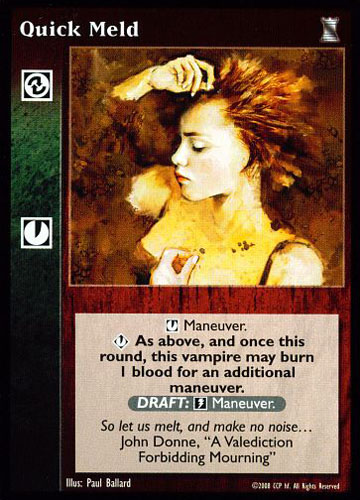 Quick Meld
Maneuver.
As above, and once this
round, this vampire may burn
1 blood for an additional
maneuver.
DRAFT: Maneuver.
So let us melt, and make no noise...
John Donne, "A Valediction
Forbidding Mourning"
Illus: Paul Ballard
©2008 CCP hf. All Rights Reserved